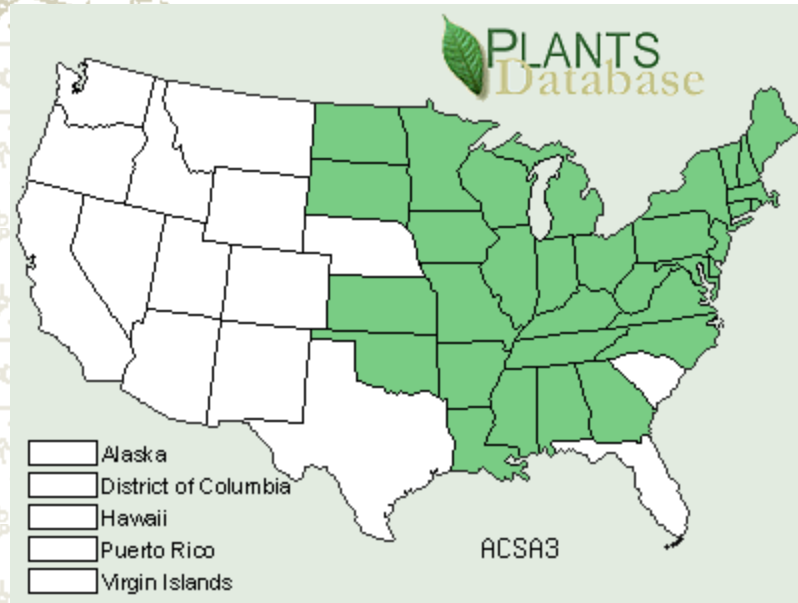 PLANTS
Database
Alaska
District of Columbia
Hawaii
Puerto Rico
Virgin Islands
ACSA3